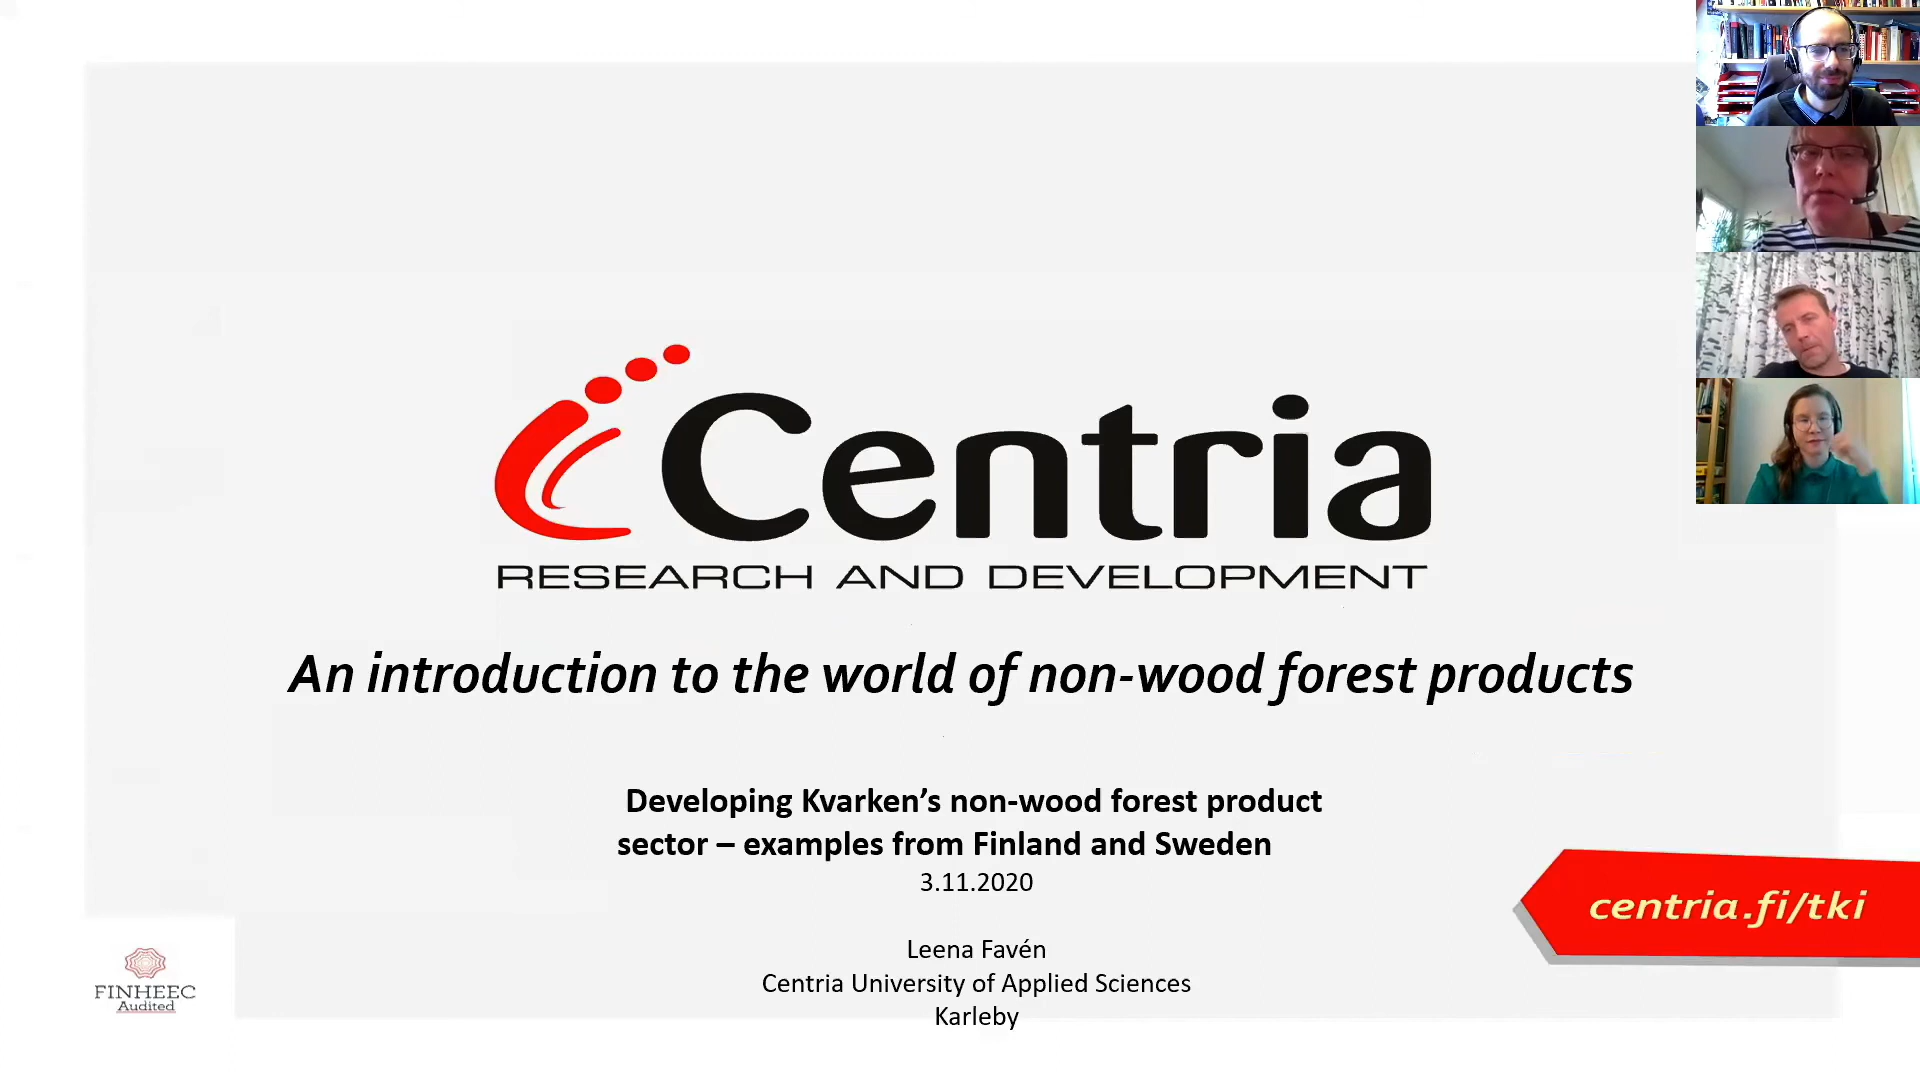 Centria
RESEARCH AND DEVELOPMENT
An introduction to the world of non-wood forest products
Developing Kvarken’s non-wood forest product
sector – examples from Finland and Sweden
3.11.2020
centria.fi/tki
Leena Favén
Centria University of Applied Sciences
Karleby
FINHEEC
Audited